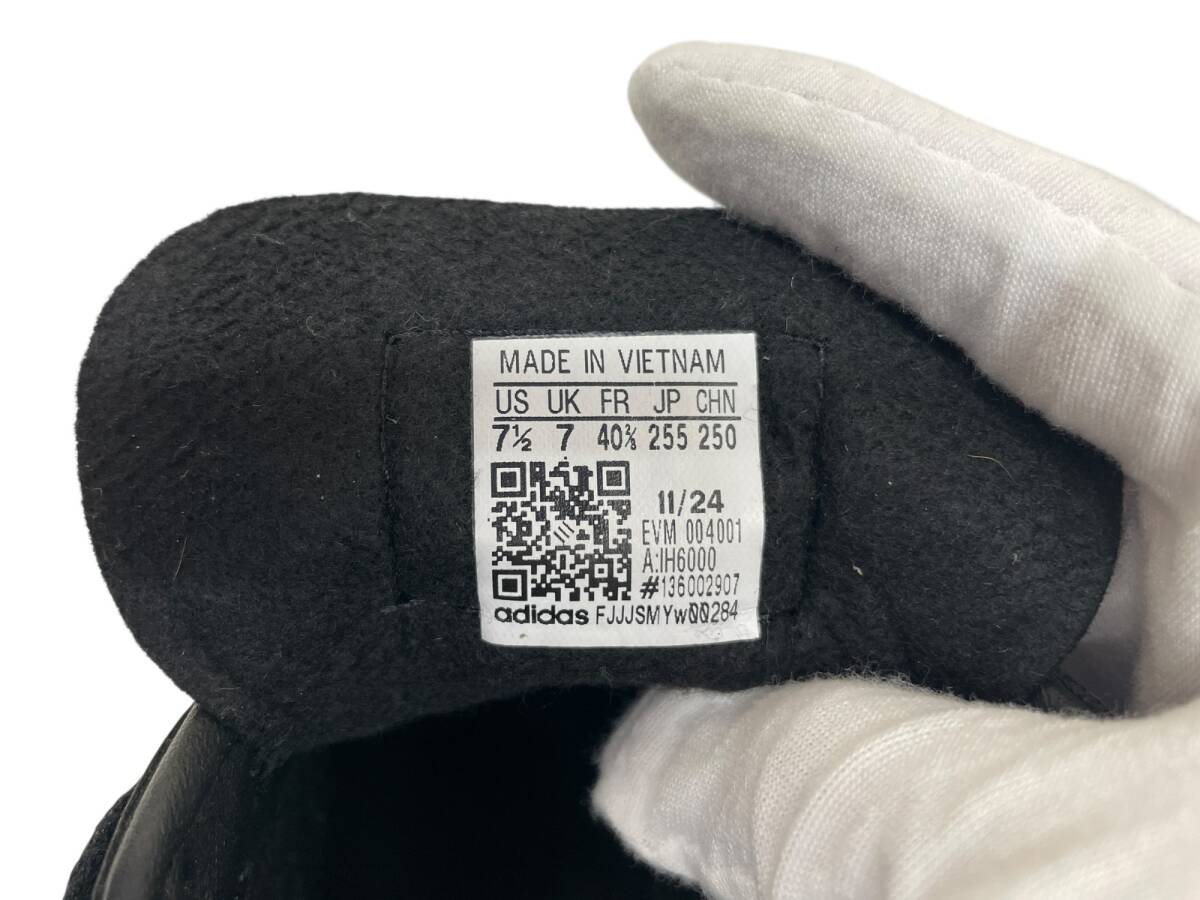 MADE IN VIETNAM
US UK FR JP CHN
7½ 7 40⅔ 255 250
11/24
EVM 004001
A:IH6000
#136002907
adidas FJJJSMYwQQ284